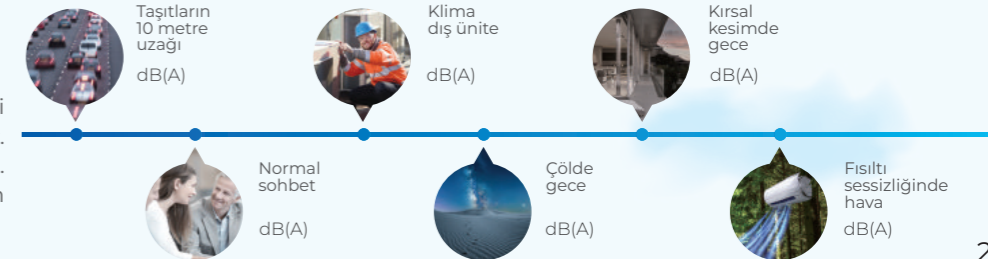 Taşıtların
10 metre
uzağı
dB(A)
Klima
dış ünite
dB(A)
Kırsal
kesimde
gece
dB(A)
i
.
.
Normal
sohbet
dB(A)
Çölde
gece
dB(A)
Fısıltı
sessizliğinde
hava
dB(A)
2